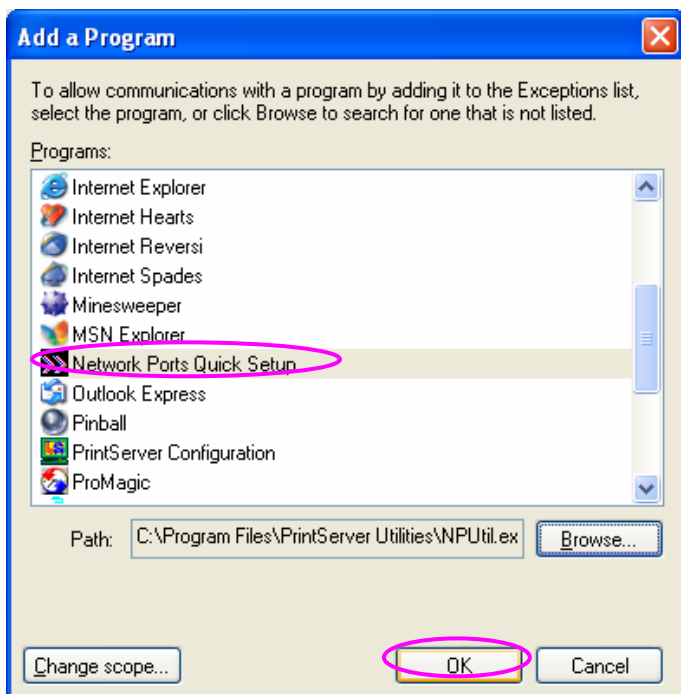 Add a Program
To allow communications with a program by adding it to the Exceptions list,
select the program, or click Browse to search for one that is not listed.
Programs:
Internet Explorer
Internet Hearts
Internet Reversi
Internet Spades
Minesweeper
MSN Explorer
Network Ports Quick Setup
Outlook Express
Pinball
PrintServer Configuration
ProMagic
Path: C:\Program Files\PrintServer Utilities\NPUtil.ex Browse...
Change scope... OK Cancel